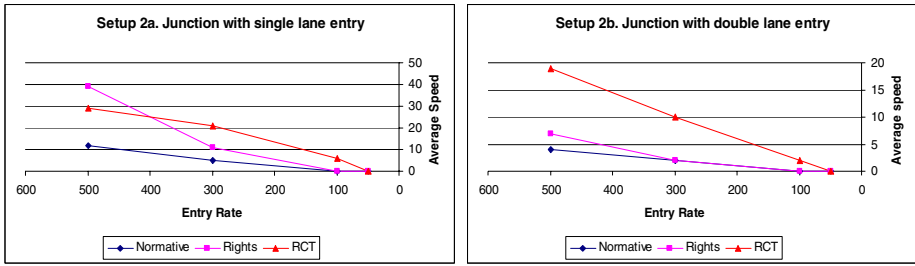 Setup 2a. Junction with single lane entry
50
40
30
20
10
0
Average Speed
600 500 400 300 200 100 0
Entry Rate
Normative Rights RCT
Setup 2b. Junction with double lane entry
20
15
10
5
0
Average speed
600 500 400 300 200 100 0
Entry Rate
Normative Rights RCT